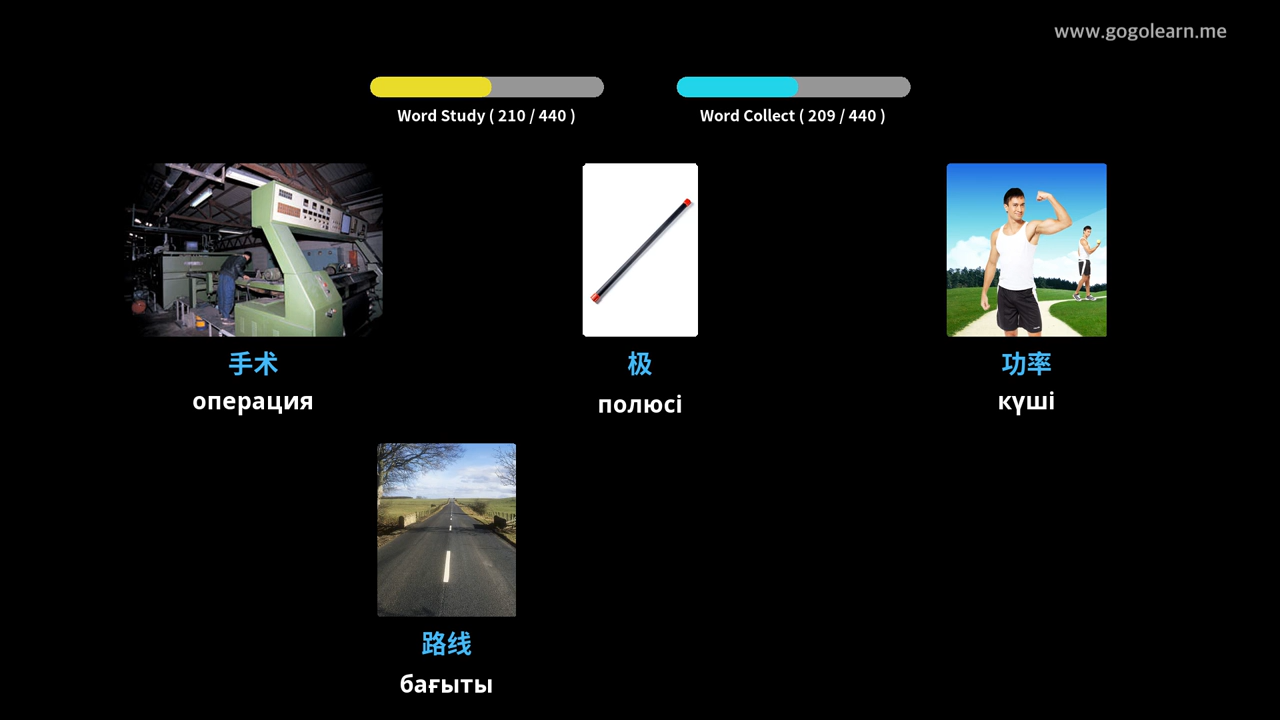 www.gogolearn.me
Word Study ( 210 / 440 )
Word Collect ( 209 / 440 )
手术
операция
极
полюсі
功率
күші
路线
бағыты